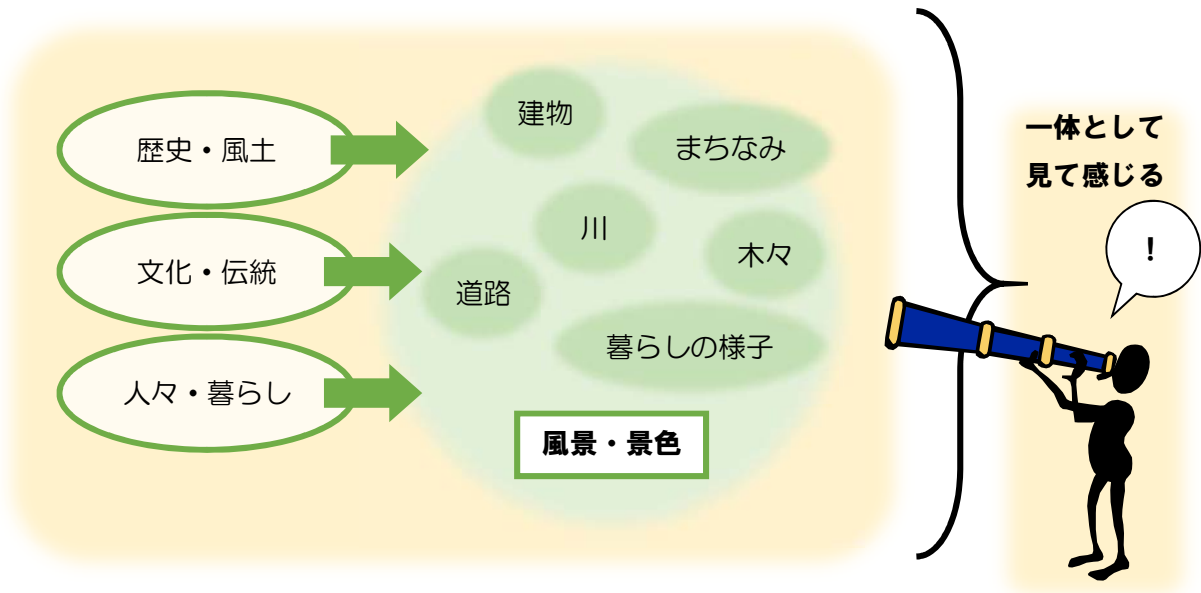 歴史・風土
文化・伝統
人々・暮らし
建物
まちなみ
川
木々
道路
暮らしの様子
風景・景色
一体として
見て感じる
!